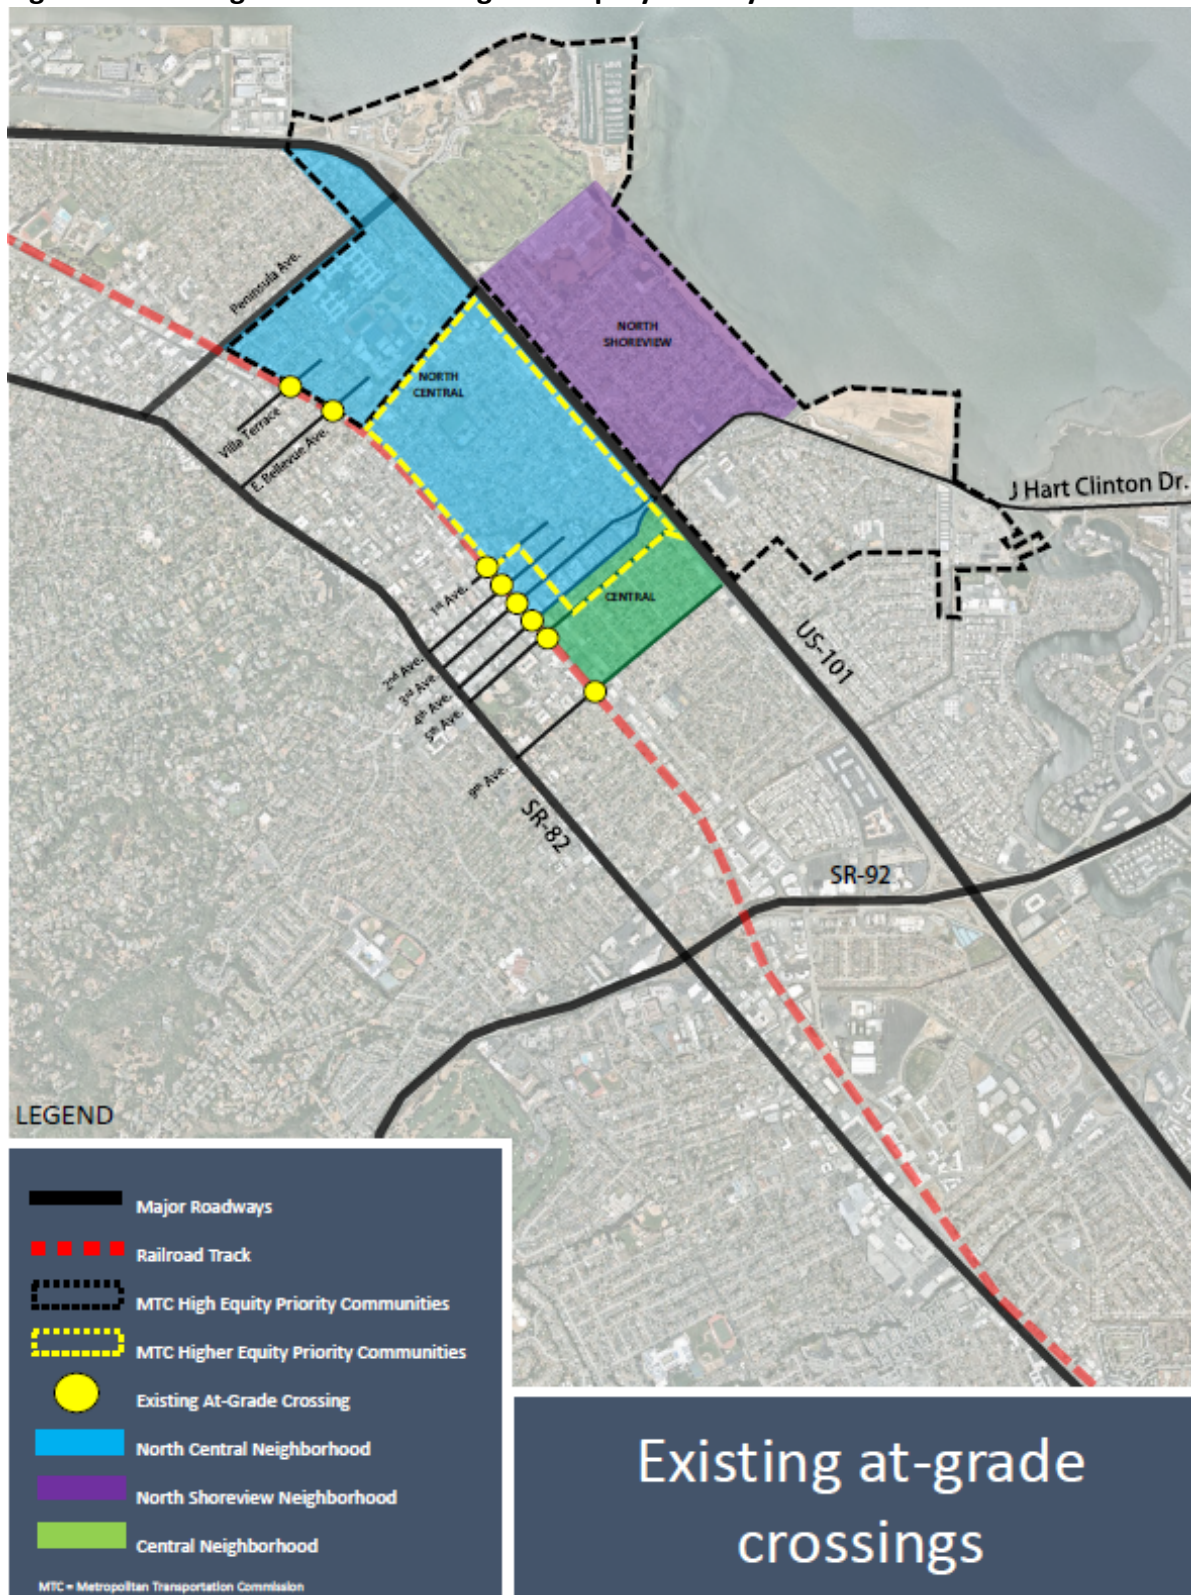 Peninsula Ave.
NORTH
SHOREVIEW
NORTH
CENTRAL
Villa Terrace
E. Bellevue Ave.
J Hart Clinton Dr.
1st Ave.
CENTRAL
2nd Ave.
3rd Ave.
4th Ave.
5th Ave.
US-101
9th Ave.
SR-82
SR-92
LEGEND
Major Roadways
Railroad Track
MTC High Equity Priority Communities
MTC Higher Equity Priority Communities
Existing At-Grade Crossing
North Central Neighborhood
North Shoreview Neighborhood
Central Neighborhood
MTC = Metropolitan Transportation Commission
Existing at-grade
crossings